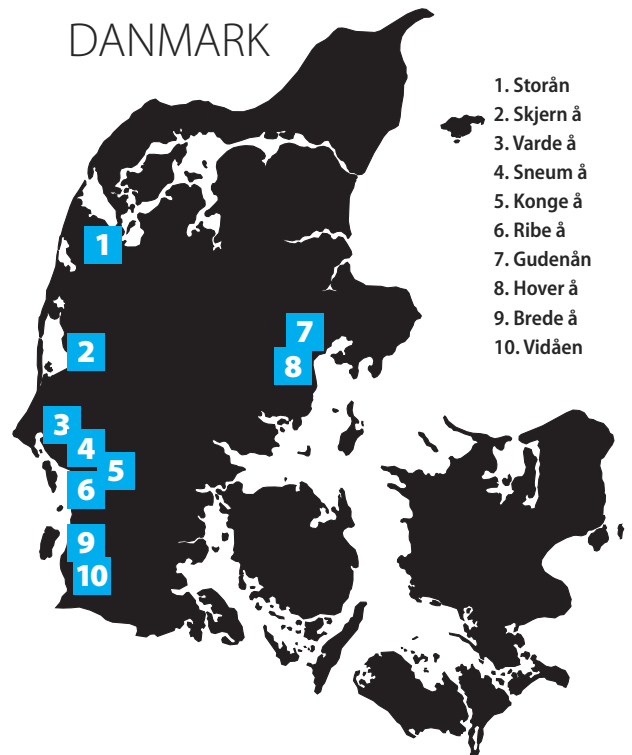 DANMARK
1. Storån
2. Skjern å
3. Varde å
4. Sneum å
5. Konge å
6. Ribe å
7. Gudenån
8. Hover å
9. Brede å
10. Vidåen
1
7
2
8
3
4
5
6
9
10